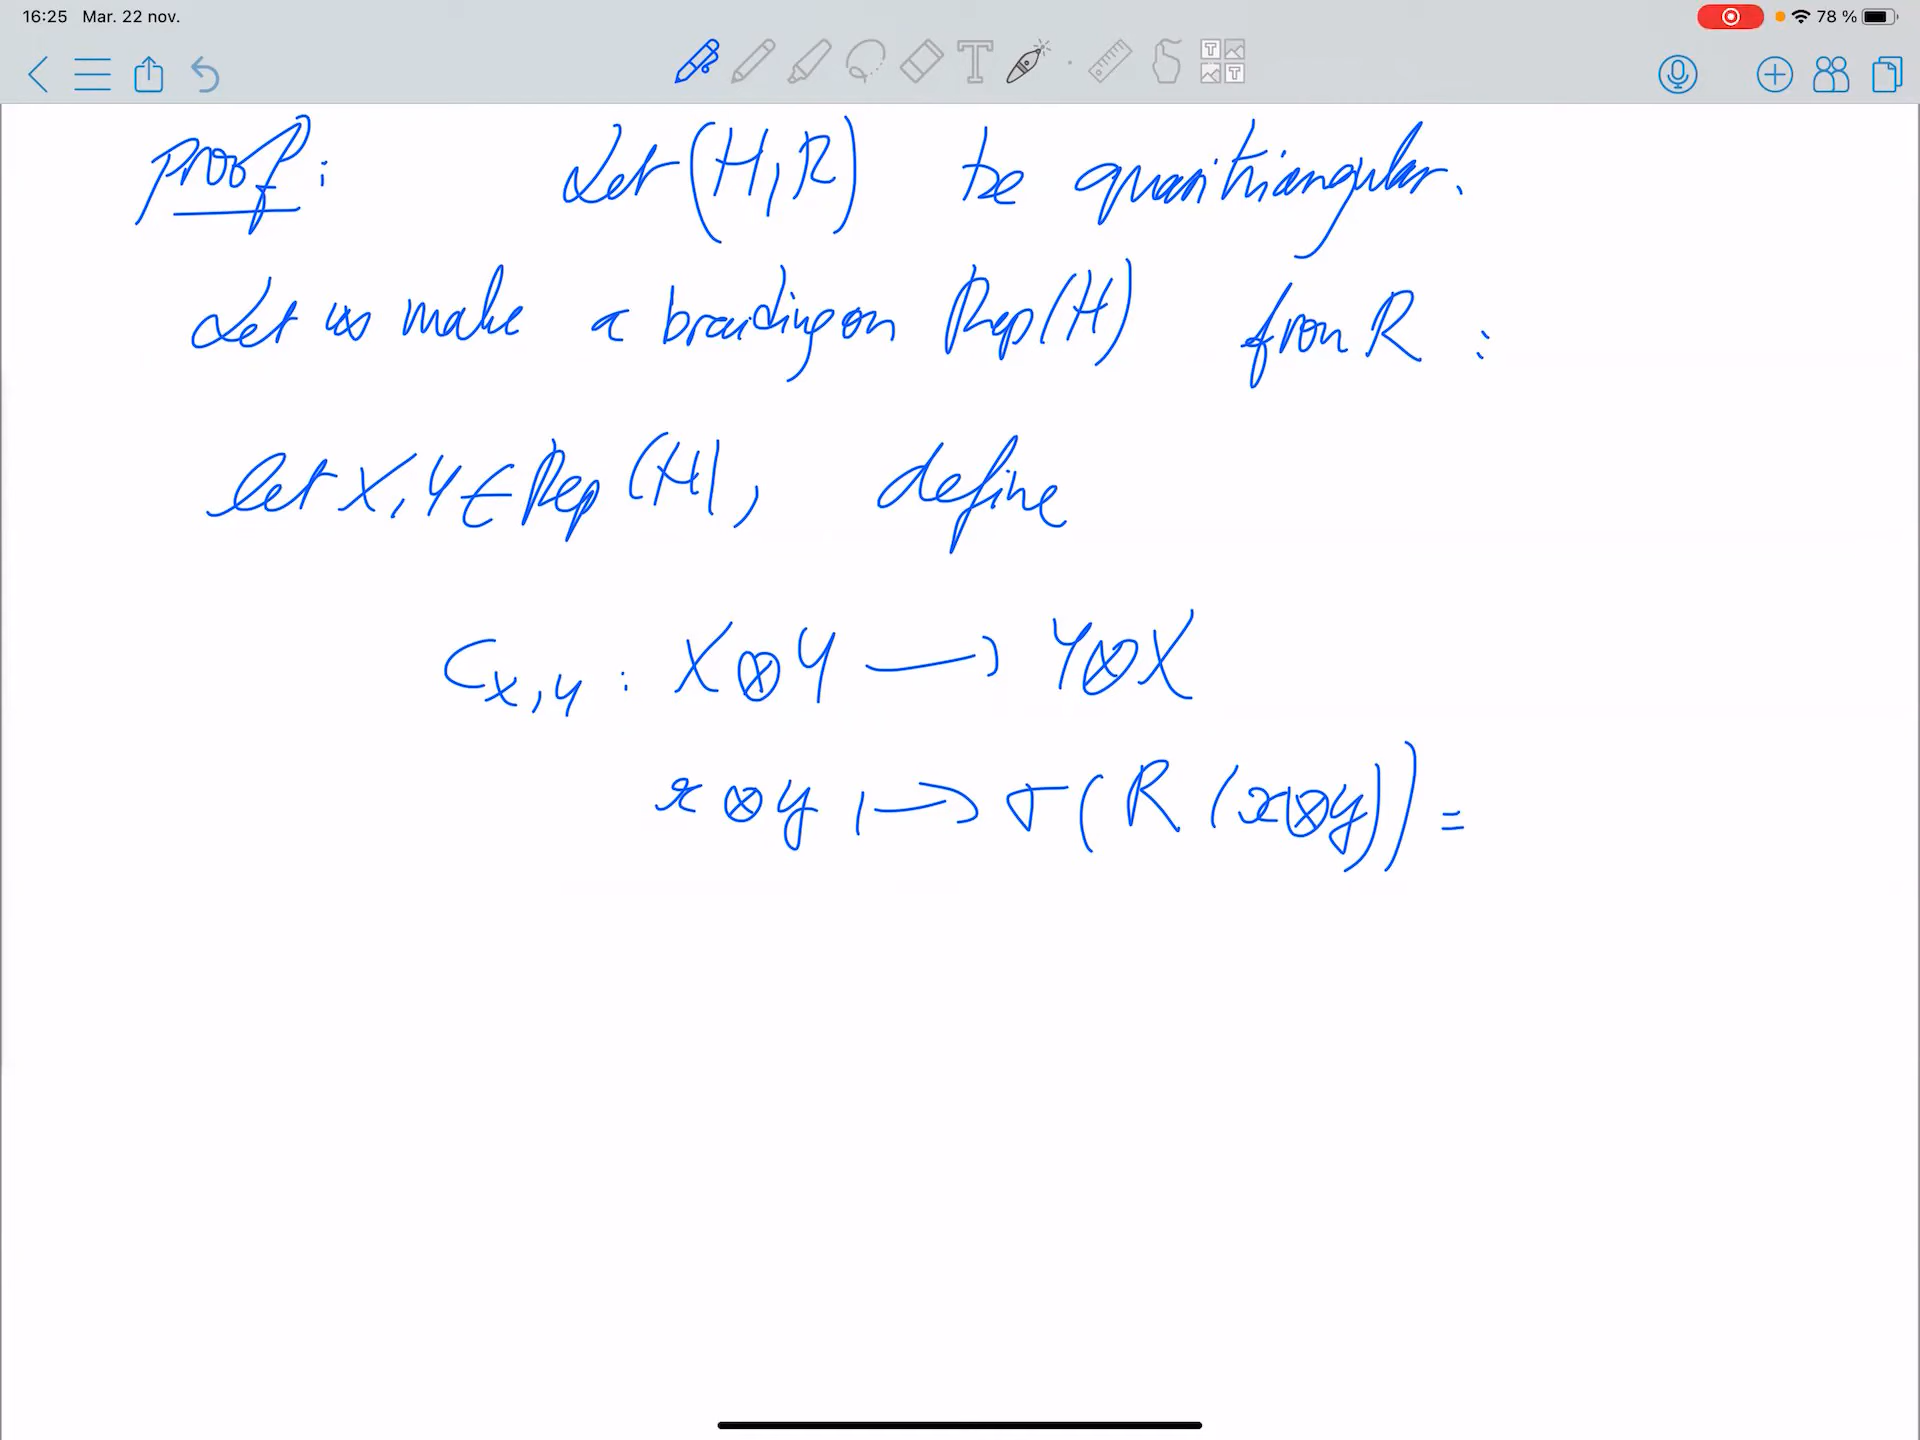 16:25 Mar. 22 nov. 78 %
Proof: Let (H, R) be quasitriangular.
Let us make a braiding on Rep(H) from R :
let X, Y ∈ Rep (H), define
C_{X,Y} : X ⊗ Y ⟶ Y ⊗ X
x ⊗ y ⟼ σ( R (x ⊗ y)) =